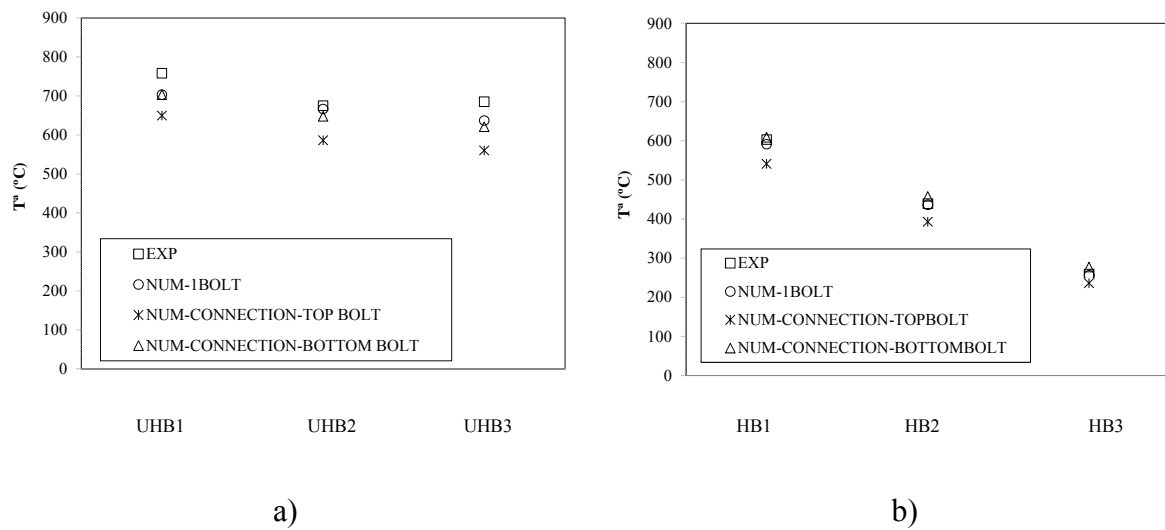 900
800
700
600
500
400
300
200
100
0
Tª (ºC)
EXP
NUM-1BOLT
NUM-CONNECTION-TOP BOLT
NUM-CONNECTION-BOTTOM BOLT
UHB1 UHB2 UHB3
a)
900
800
700
600
500
400
300
200
100
0
Tª (ºC)
EXP
NUM-1BOLT
NUM-CONNECTION-TOPBOLT
NUM-CONNECTION-BOTTOMBOLT
HB1 HB2 HB3
b)